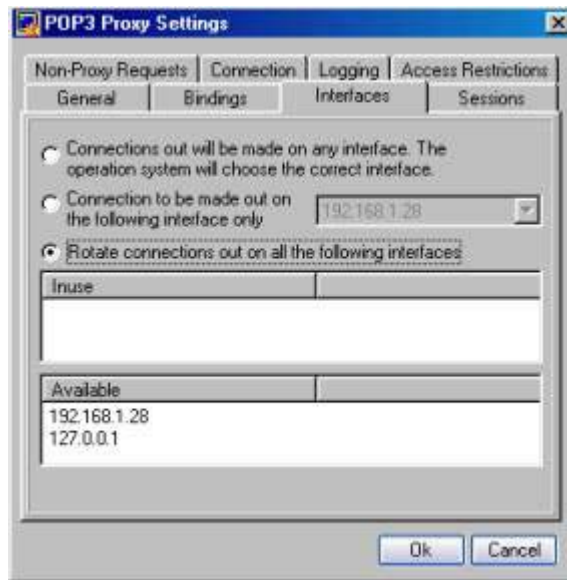 POP3 Proxy Settings
Non-Proxy Requests
Connection
Logging
Access Restrictions
General
Bindings
Interfaces
Sessions
Connections out will be made on any interface. The
operation system will choose the correct interface.
Connection to be made out on
the following interface only
192.168.1.28
Rotate connections out on all the following interfaces
Inuse
Available
192.168.1.28
127.0.0.1
Ok
Cancel